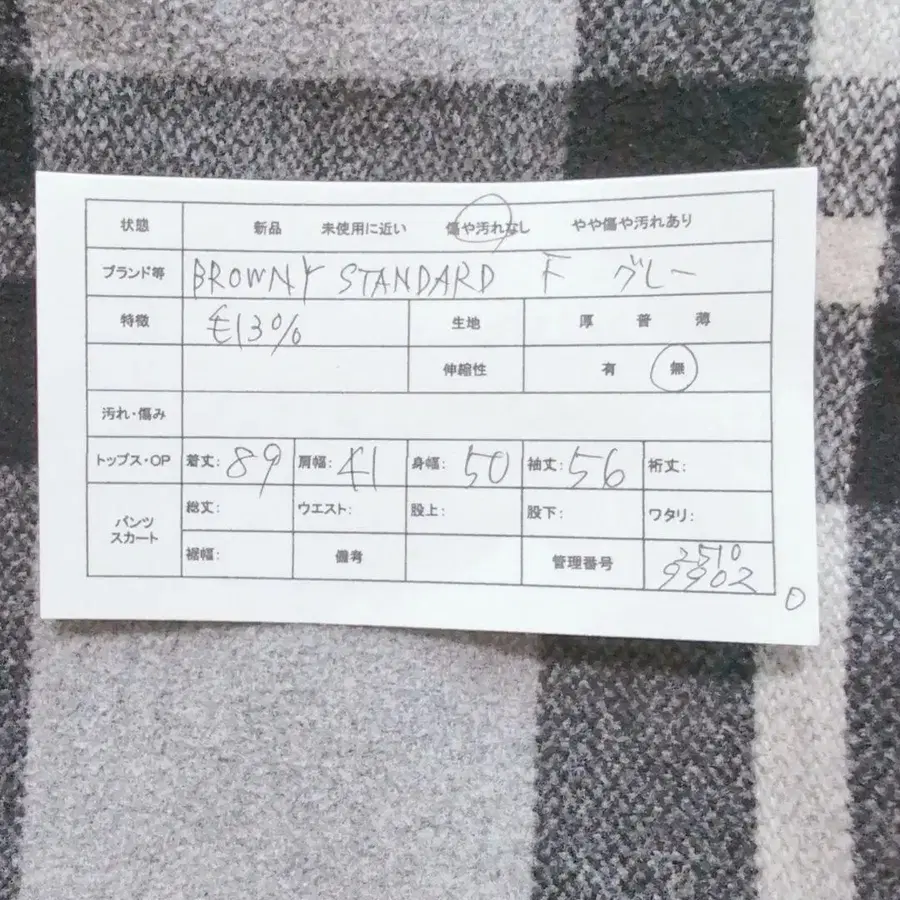 状態 新品 未使用に近い 傷や汚れなし やや傷や汚れあり
ブランド等 BROWNY STANDARD F グレー
特徴 毛13% 生地 厚 普 薄
伸縮性 有 無
汚れ・傷み
トップス・OP 着丈: 89 肩幅: 41 身幅: 50 袖丈: 56 裄丈:
パンツ スカート 総丈: ウエスト: 股上: 股下: ワタリ:
裾幅: 備考 管理番号 2510
9902
0